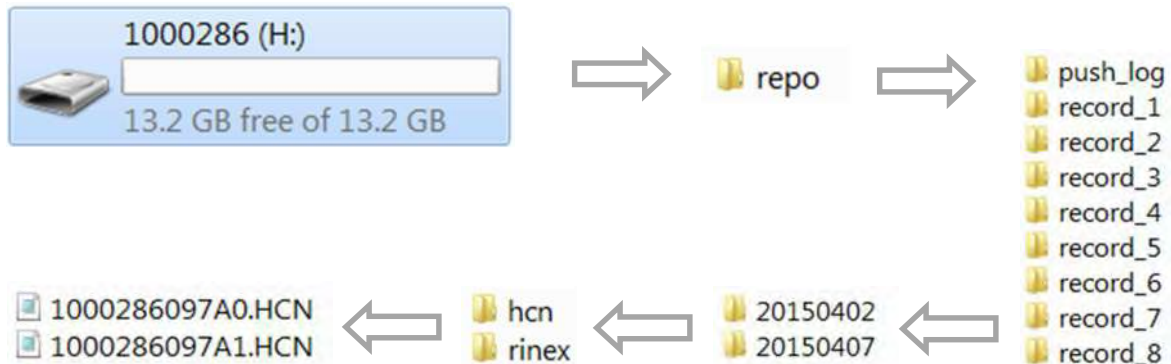 1000286 (H:)
13.2 GB free of 13.2 GB
repo
push_log
record_1
record_2
record_3
record_4
record_5
record_6
record_7
record_8
20150402
20150407
hcn
rinex
1000286097A0.HCN
1000286097A1.HCN